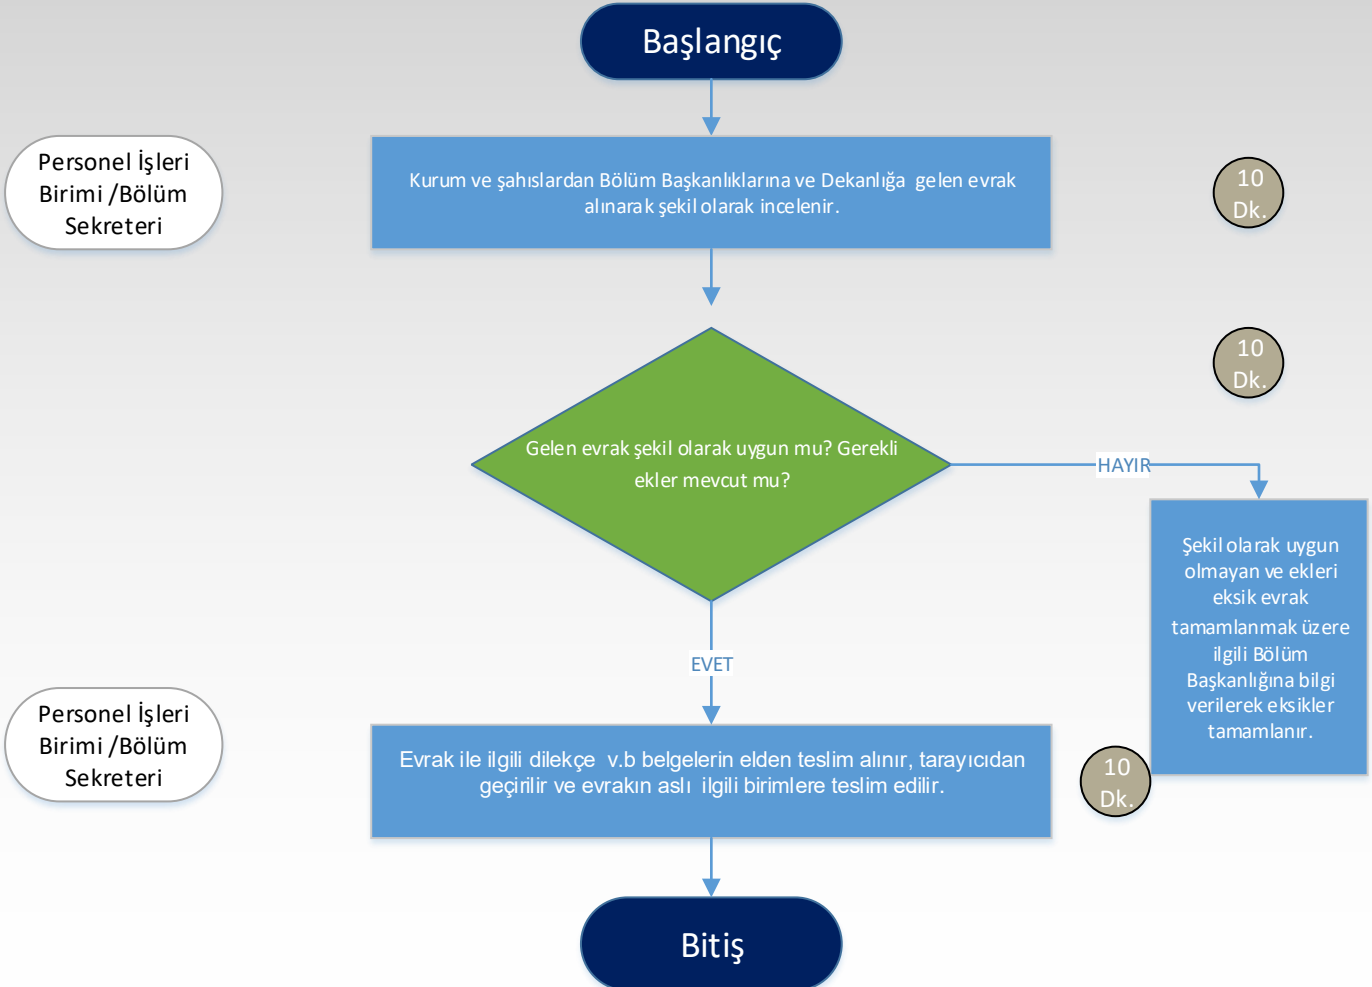 Başlangıç
Personel İşleri
Birimi /Bölüm
Sekreteri
Kurum ve şahıslardan Bölüm Başkanlıklarına ve Dekanlığa gelen evrak
alınarak şekil olarak incelenir.
10
Dk.
10
Dk.
Gelen evrak şekil olarak uygun mu? Gerekli
ekler mevcut mu?
HAYIR
Şekil olarak uygun
olmayan ve ekleri
eksik evrak
tamamlanmak üzere
ilgili Bölüm
Başkanlığına bilgi
verilerek eksikler
tamamlanır.
EVET
Personel İşleri
Birimi /Bölüm
Sekreteri
Evrak ile ilgili dilekçe v.b belgelerin elden teslim alınır, tarayıcıdan
geçirilir ve evrakın aslı ilgili birimlere teslim edilir.
10
Dk.
Bitiş